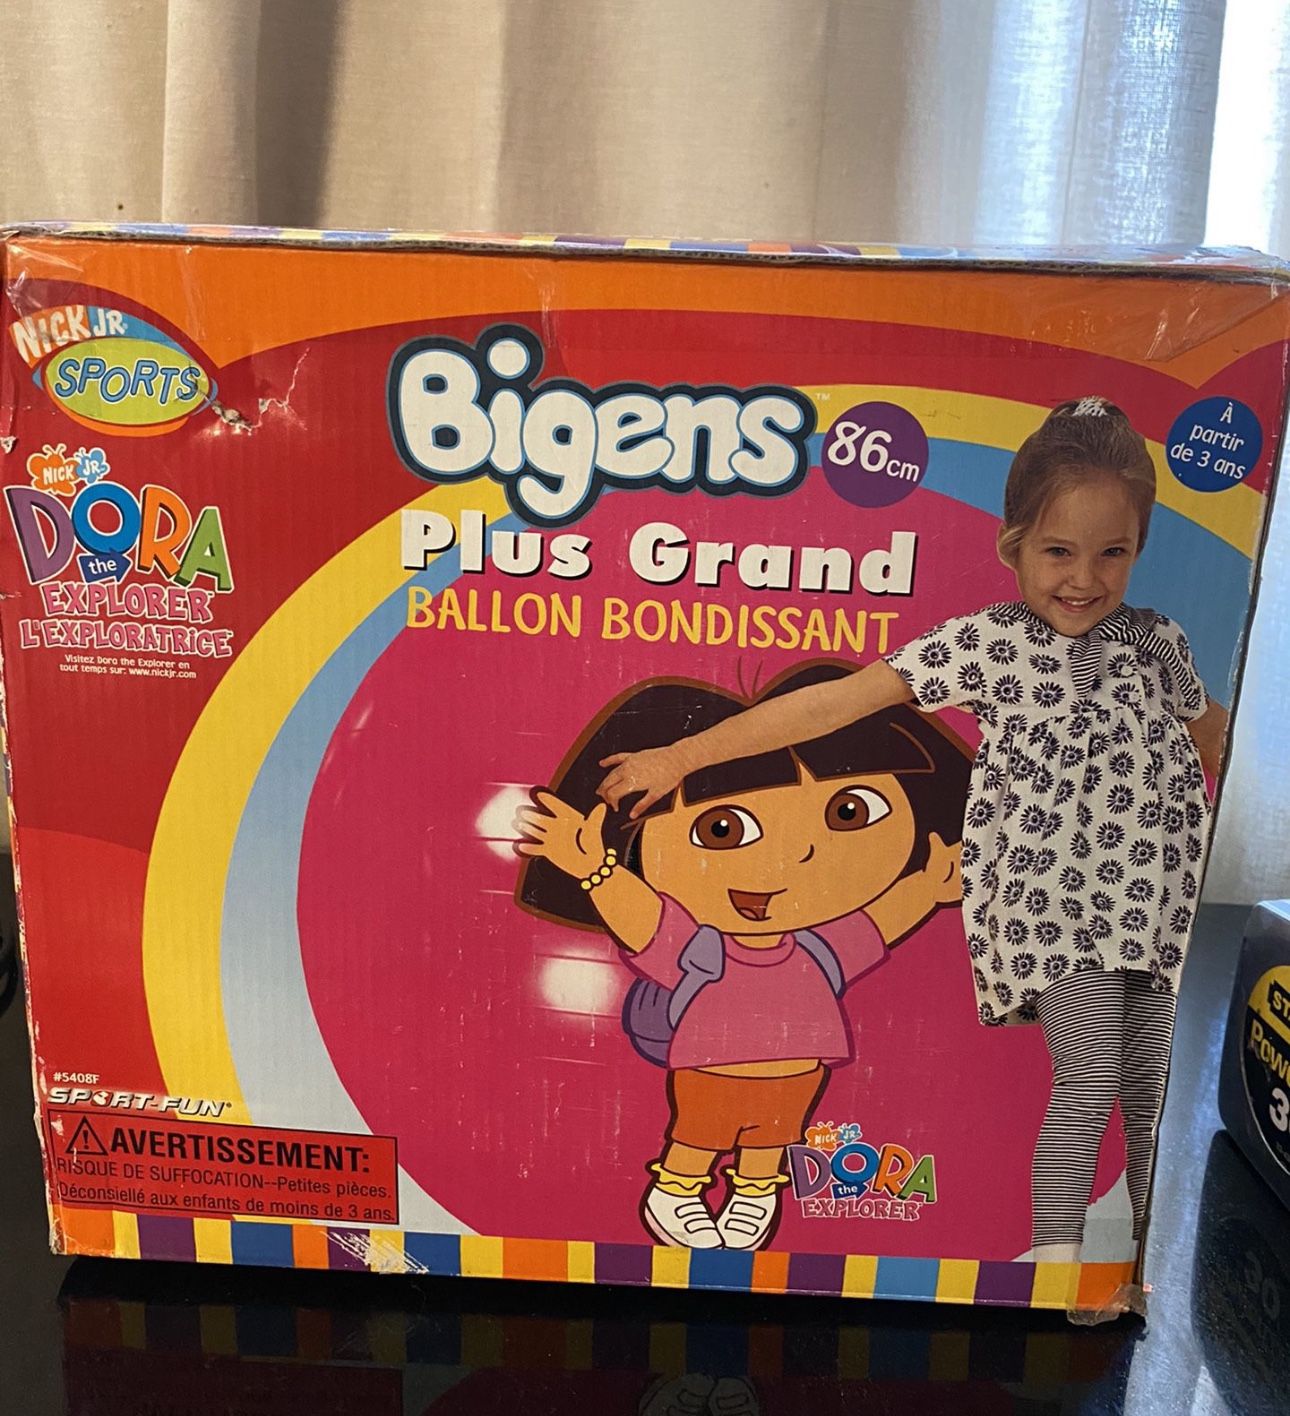 NICK JR
SPORTS
NICK JR.
DORA
the
EXPLORER
L'EXPLORATRICE
Visitez Dora the Explorer en
tout temps sur: www.nickjr.com
Bigens™
86cm
Plus Grand
BALLON BONDISSANT
À
partir
de 3 ans
#5408F
SPORT-FUN®
AVERTISSEMENT:
RISQUE DE SUFFOCATION--Petites pièces.
Déconsiellé aux enfants de moins de 3 ans.
NICK JR.
DORA
the
EXPLORER